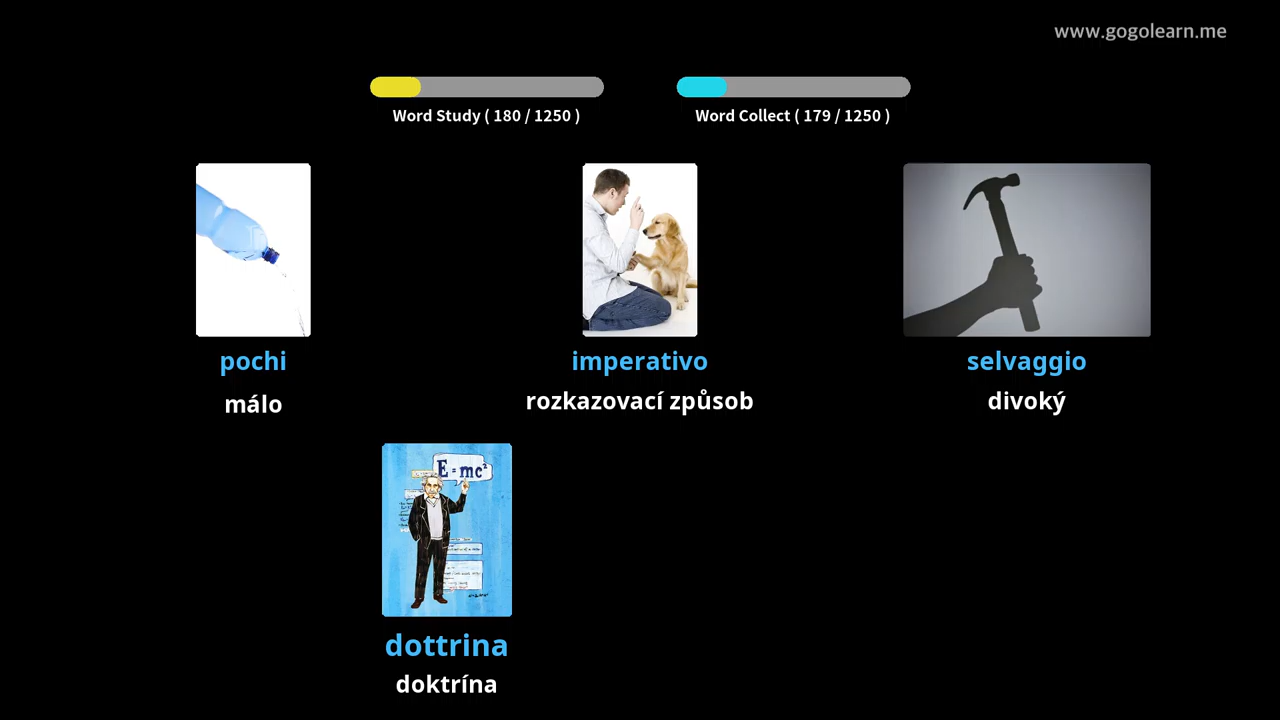 www.gogolearn.me
Word Study ( 180 / 1250 )
Word Collect ( 179 / 1250 )
pochi
imperativo
selvaggio
málo
rozkazovací způsob
divoký
E=mc²
dottrina
doktrína